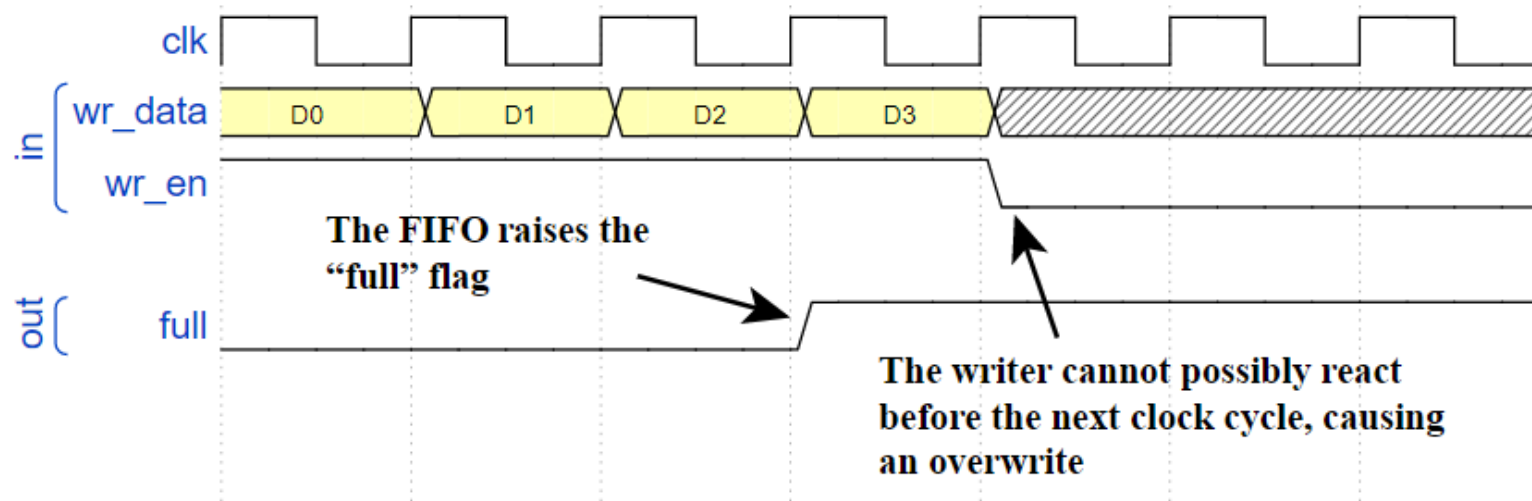 clk
in
wr_data
D0
D1
D2
D3
wr_en
The FIFO raises the
“full” flag
out
full
The writer cannot possibly react
before the next clock cycle, causing
an overwrite